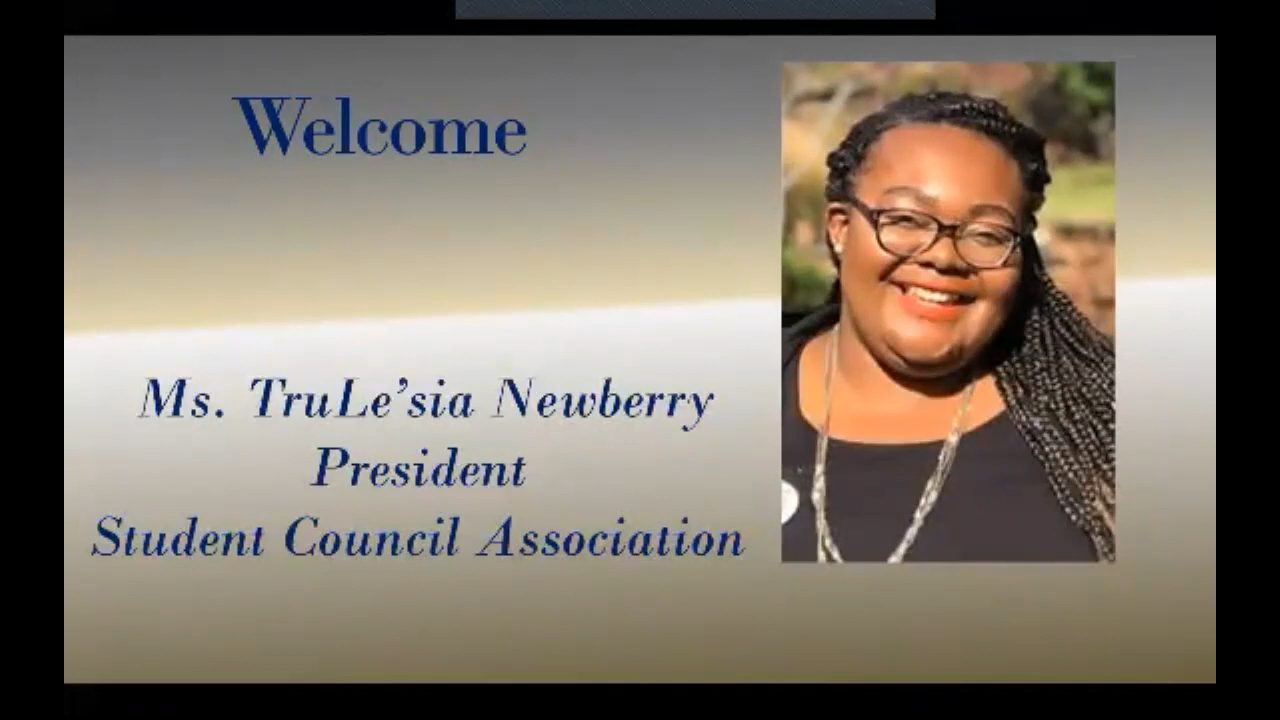 Welcome
Ms. TruLe'sia Newberry
President
Student Council Association